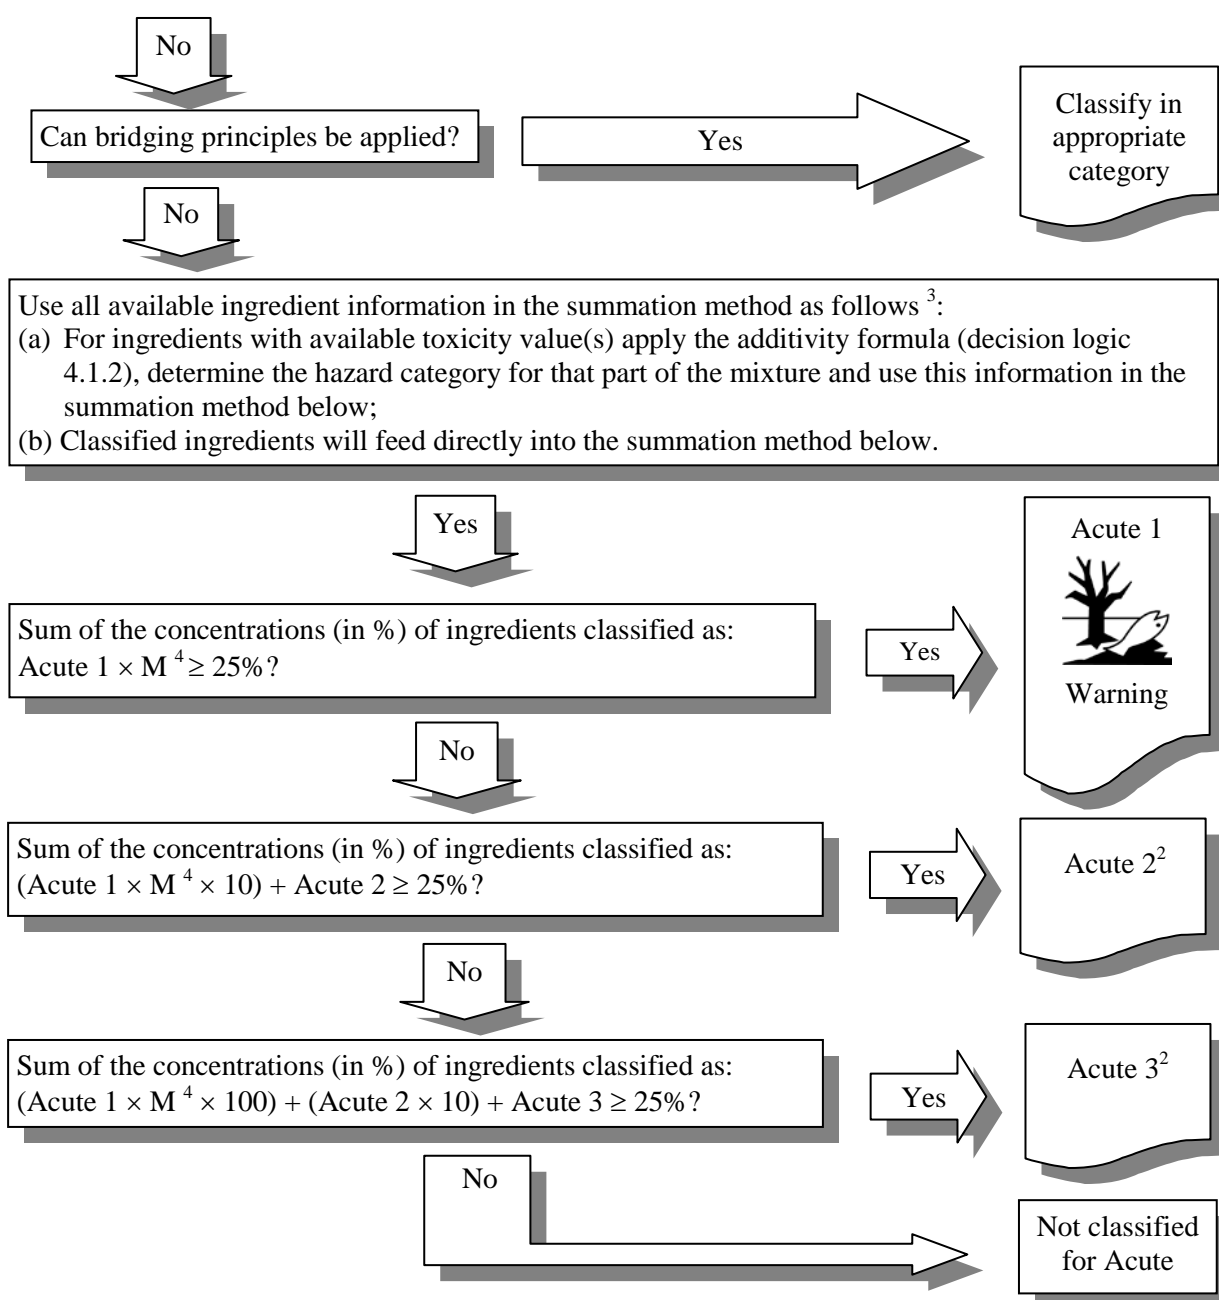 No
Can bridging principles be applied?
Yes
Classify in
appropriate
category
No
Use all available ingredient information in the summation method as follows ³:
(a) For ingredients with available toxicity value(s) apply the additivity formula (decision logic
4.1.2), determine the hazard category for that part of the mixture and use this information in the
summation method below;
(b) Classified ingredients will feed directly into the summation method below.
Yes
Acute 1
Warning
Sum of the concentrations (in %) of ingredients classified as:
Acute 1 × M ⁴ ≥ 25%?
Yes
No
Sum of the concentrations (in %) of ingredients classified as:
(Acute 1 × M ⁴ × 10) + Acute 2 ≥ 25%?
Yes
Acute 2²
No
Sum of the concentrations (in %) of ingredients classified as:
(Acute 1 × M ⁴ × 100) + (Acute 2 × 10) + Acute 3 ≥ 25%?
Yes
Acute 3²
No
Not classified
for Acute